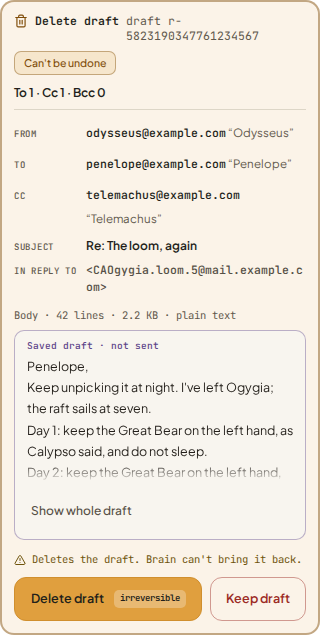 Delete draft draft r-
5823190347761234567
Can't be undone
To 1 · Cc 1 · Bcc 0
FROM odysseus@example.com “Odysseus”
TO penelope@example.com “Penelope”
CC telemachus@example.com
“Telemachus”
SUBJECT Re: The loom, again
IN REPLY TO <CAOgygia.loom.5@mail.example.c
om>
Body · 42 lines · 2.2 KB · plain text
Saved draft · not sent
Penelope,
Keep unpicking it at night. I've left Ogygia;
the raft sails at seven.
Day 1: keep the Great Bear on the left hand, as
Calypso said, and do not sleep.
Day 2: keep the Great Bear on the left hand,
Show whole draft
Deletes the draft. Brain can't bring it back.
Delete draft irreversible Keep draft